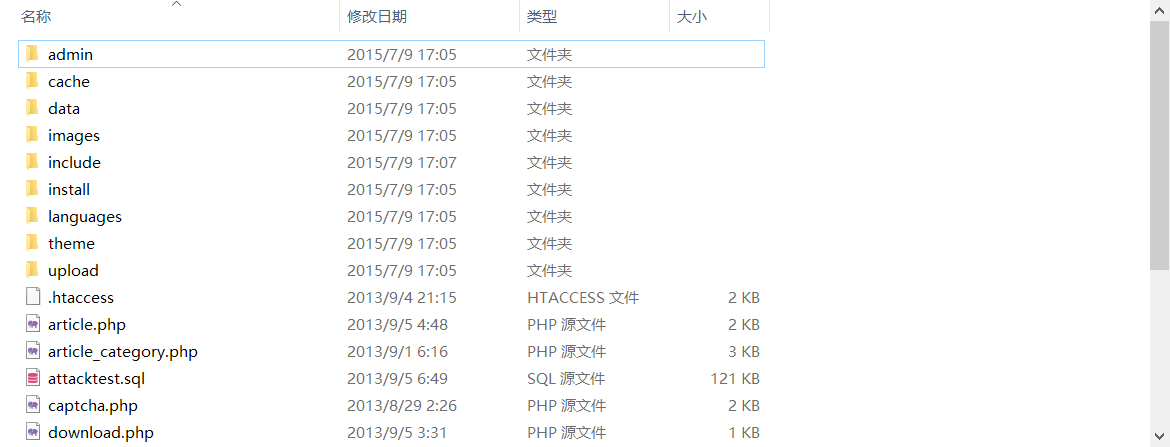 名称 修改日期 类型 大小
admin 2015/7/9 17:05 文件夹
cache 2015/7/9 17:05 文件夹
data 2015/7/9 17:05 文件夹
images 2015/7/9 17:05 文件夹
include 2015/7/9 17:07 文件夹
install 2015/7/9 17:05 文件夹
languages 2015/7/9 17:05 文件夹
theme 2015/7/9 17:05 文件夹
upload 2015/7/9 17:05 文件夹
.htaccess 2013/9/4 21:15 HTACCESS 文件 2 KB
article.php 2013/9/5 4:48 PHP 源文件 2 KB
article_category.php 2013/9/1 6:16 PHP 源文件 3 KB
attacktest.sql 2013/9/5 6:49 SQL 源文件 121 KB
captcha.php 2013/8/29 2:26 PHP 源文件 2 KB
download.php 2013/9/5 3:31 PHP 源文件 1 KB